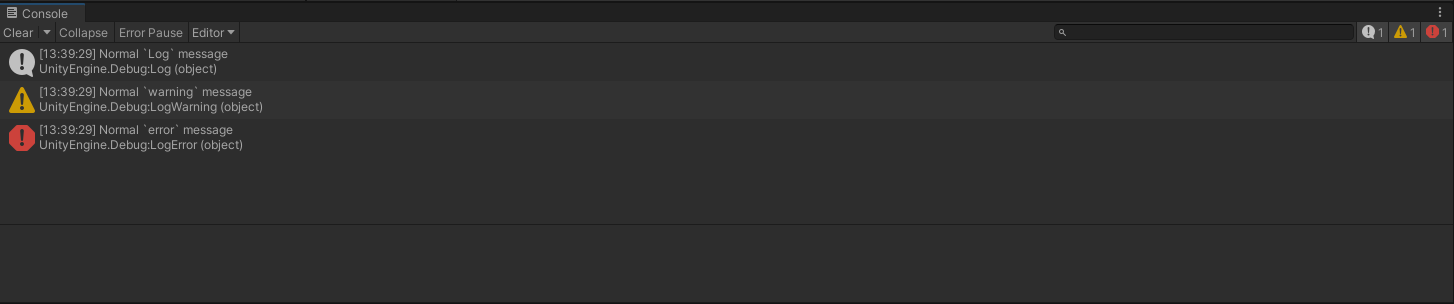 Console
Clear Collapse Error Pause Editor 1 1 1
[13:39:29] Normal `Log` message
UnityEngine.Debug:Log (object)
[13:39:29] Normal `warning` message
UnityEngine.Debug:LogWarning (object)
[13:39:29] Normal `error` message
UnityEngine.Debug:LogError (object)